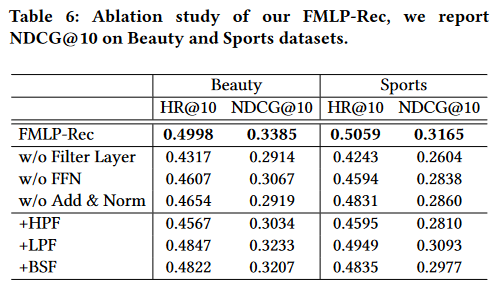 Table 6: Ablation study of our FMLP-Rec, we report
NDCG@10 on Beauty and Sports datasets.
Beauty Sports
HR@10 NDCG@10 HR@10 NDCG@10
FMLP-Rec 0.4998 0.3385 0.5059 0.3165
w/o Filter Layer 0.4317 0.2914 0.4243 0.2604
w/o FFN 0.4607 0.3067 0.4594 0.2838
w/o Add & Norm 0.4654 0.2919 0.4831 0.2860
+HPF 0.4567 0.3034 0.4595 0.2810
+LPF 0.4847 0.3233 0.4949 0.3093
+BSF 0.4822 0.3207 0.4835 0.2977